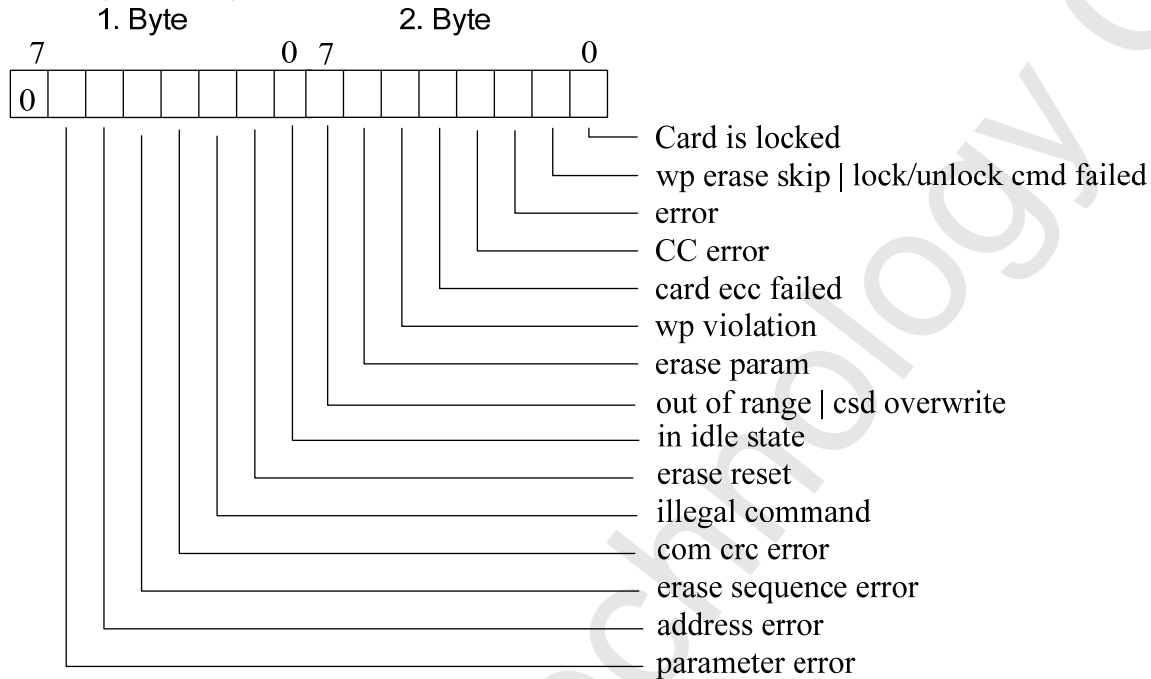 1. Byte 2. Byte
7 0 7 0
0
Card is locked
wp erase skip | lock/unlock cmd failed
error
CC error
card ecc failed
wp violation
erase param
out of range | csd overwrite
in idle state
erase reset
illegal command
com crc error
erase sequence error
address error
parameter error